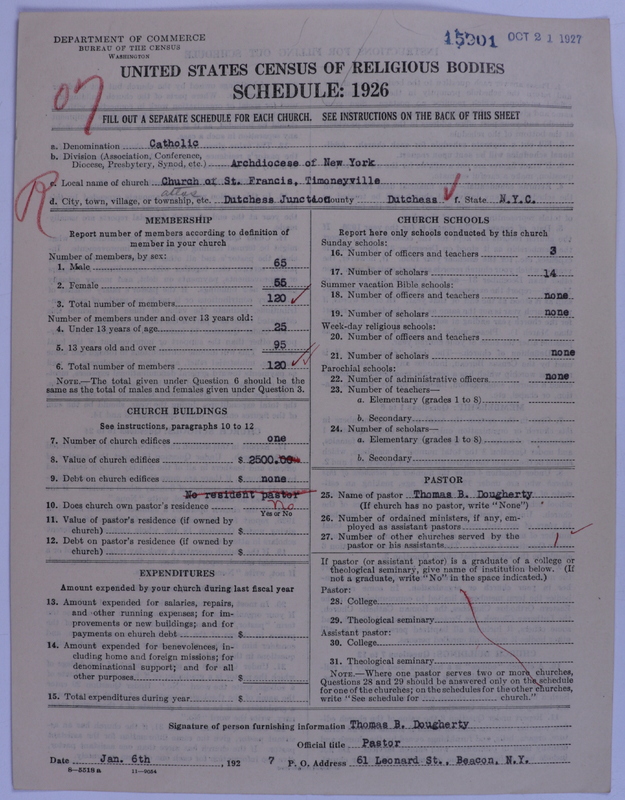 DEPARTMENT OF COMMERCE
BUREAU OF THE CENSUS
WASHINGTON
15901 OCT 21 1927
UNITED STATES CENSUS OF RELIGIOUS BODIES
SCHEDULE: 1926
FILL OUT A SEPARATE SCHEDULE FOR EACH CHURCH. SEE INSTRUCTIONS ON THE BACK OF THIS SHEET
a. Denomination Catholic
b. Division (Association, Conference,
Diocese, Presbytery, Synod, etc.) Archdiocese of New York
c. Local name of church Church of St. Francis, Timoneyville
d. City, town, village, or township, etc. Dutchess Junction County Dutchess f. State N.Y.C.
MEMBERSHIP
Report number of members according to definition of
member in your church
Number of members, by sex:
1. Male 65
2. Female 55
3. Total number of members 120
Number of members under and over 13 years old:
4. Under 13 years of age 25
5. 13 years old and over 95
6. Total number of members 120
NOTE.—The total given under Question 6 should be the
same as the total of males and females given under Question 3.
CHURCH BUILDINGS
See instructions, paragraphs 10 to 12
7. Number of church edifices one
8. Value of church edifices $ 2500.00
9. Debt on church edifices $ none
No resident pastor
10. Does church own pastor's residence no
Yes or No
11. Value of pastor's residence (if owned by
church) $
12. Debt on pastor's residence (if owned by
church) $
EXPENDITURES
Amount expended by your church during last fiscal year
13. Amount expended for salaries, repairs,
and other running expenses; for im-
provements or new buildings; and for
payments on church debt $
14. Amount expended for benevolences, in-
cluding home and foreign missions; for
denominational support; and for all
other purposes $
15. Total expenditures during year $
CHURCH SCHOOLS
Report here only schools conducted by this church
Sunday schools:
16. Number of officers and teachers 3
17. Number of scholars 14
Summer vacation Bible schools:
18. Number of officers and teachers none
19. Number of scholars none
Week-day religious schools:
20. Number of officers and teachers
21. Number of scholars none
Parochial schools:
22. Number of administrative officers none
23. Number of teachers—
a. Elementary (grades 1 to 8)
b. Secondary
24. Number of scholars—
a. Elementary (grades 1 to 8)
b. Secondary
PASTOR
25. Name of pastor Thomas B. Dougherty
(If church has no pastor, write "None")
26. Number of ordained ministers, if any, em-
ployed as assistant pastors
27. Number of other churches served by the
pastor or his assistants 1
If pastor (or assistant pastor) is a graduate of a college or
theological seminary, give name of institution below. (If
not a graduate, write "No" in the space indicated.)
Pastor:
28. College
29. Theological seminary
Assistant pastor:
30. College
31. Theological seminary
NOTE.—Where one pastor serves two or more churches,
Questions 28 and 29 should be answered only on the schedule
for one of the churches; on the schedules for the other churches,
write "See schedule for church."
Signature of person furnishing information Thomas B. Dougherty
Official title Pastor
Date Jan. 6th, 1927 P. O. Address 61 Leonard St., Beacon, N.Y.
8—5518 a 11—9054